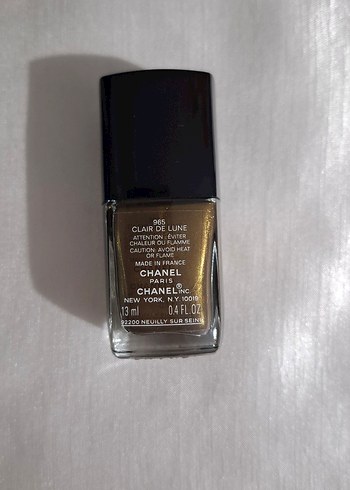 965
CLAIR DE LUNE
ATTENTION : ÉVITER
CHALEUR OU FLAMME
CAUTION: AVOID HEAT
OR FLAME
MADE IN FRANCE
CHANEL
PARIS
CHANEL® INC.
NEW YORK, N.Y. 10019
13 ml 0.4 FL.OZ.
92200 NEUILLY SUR SEINE